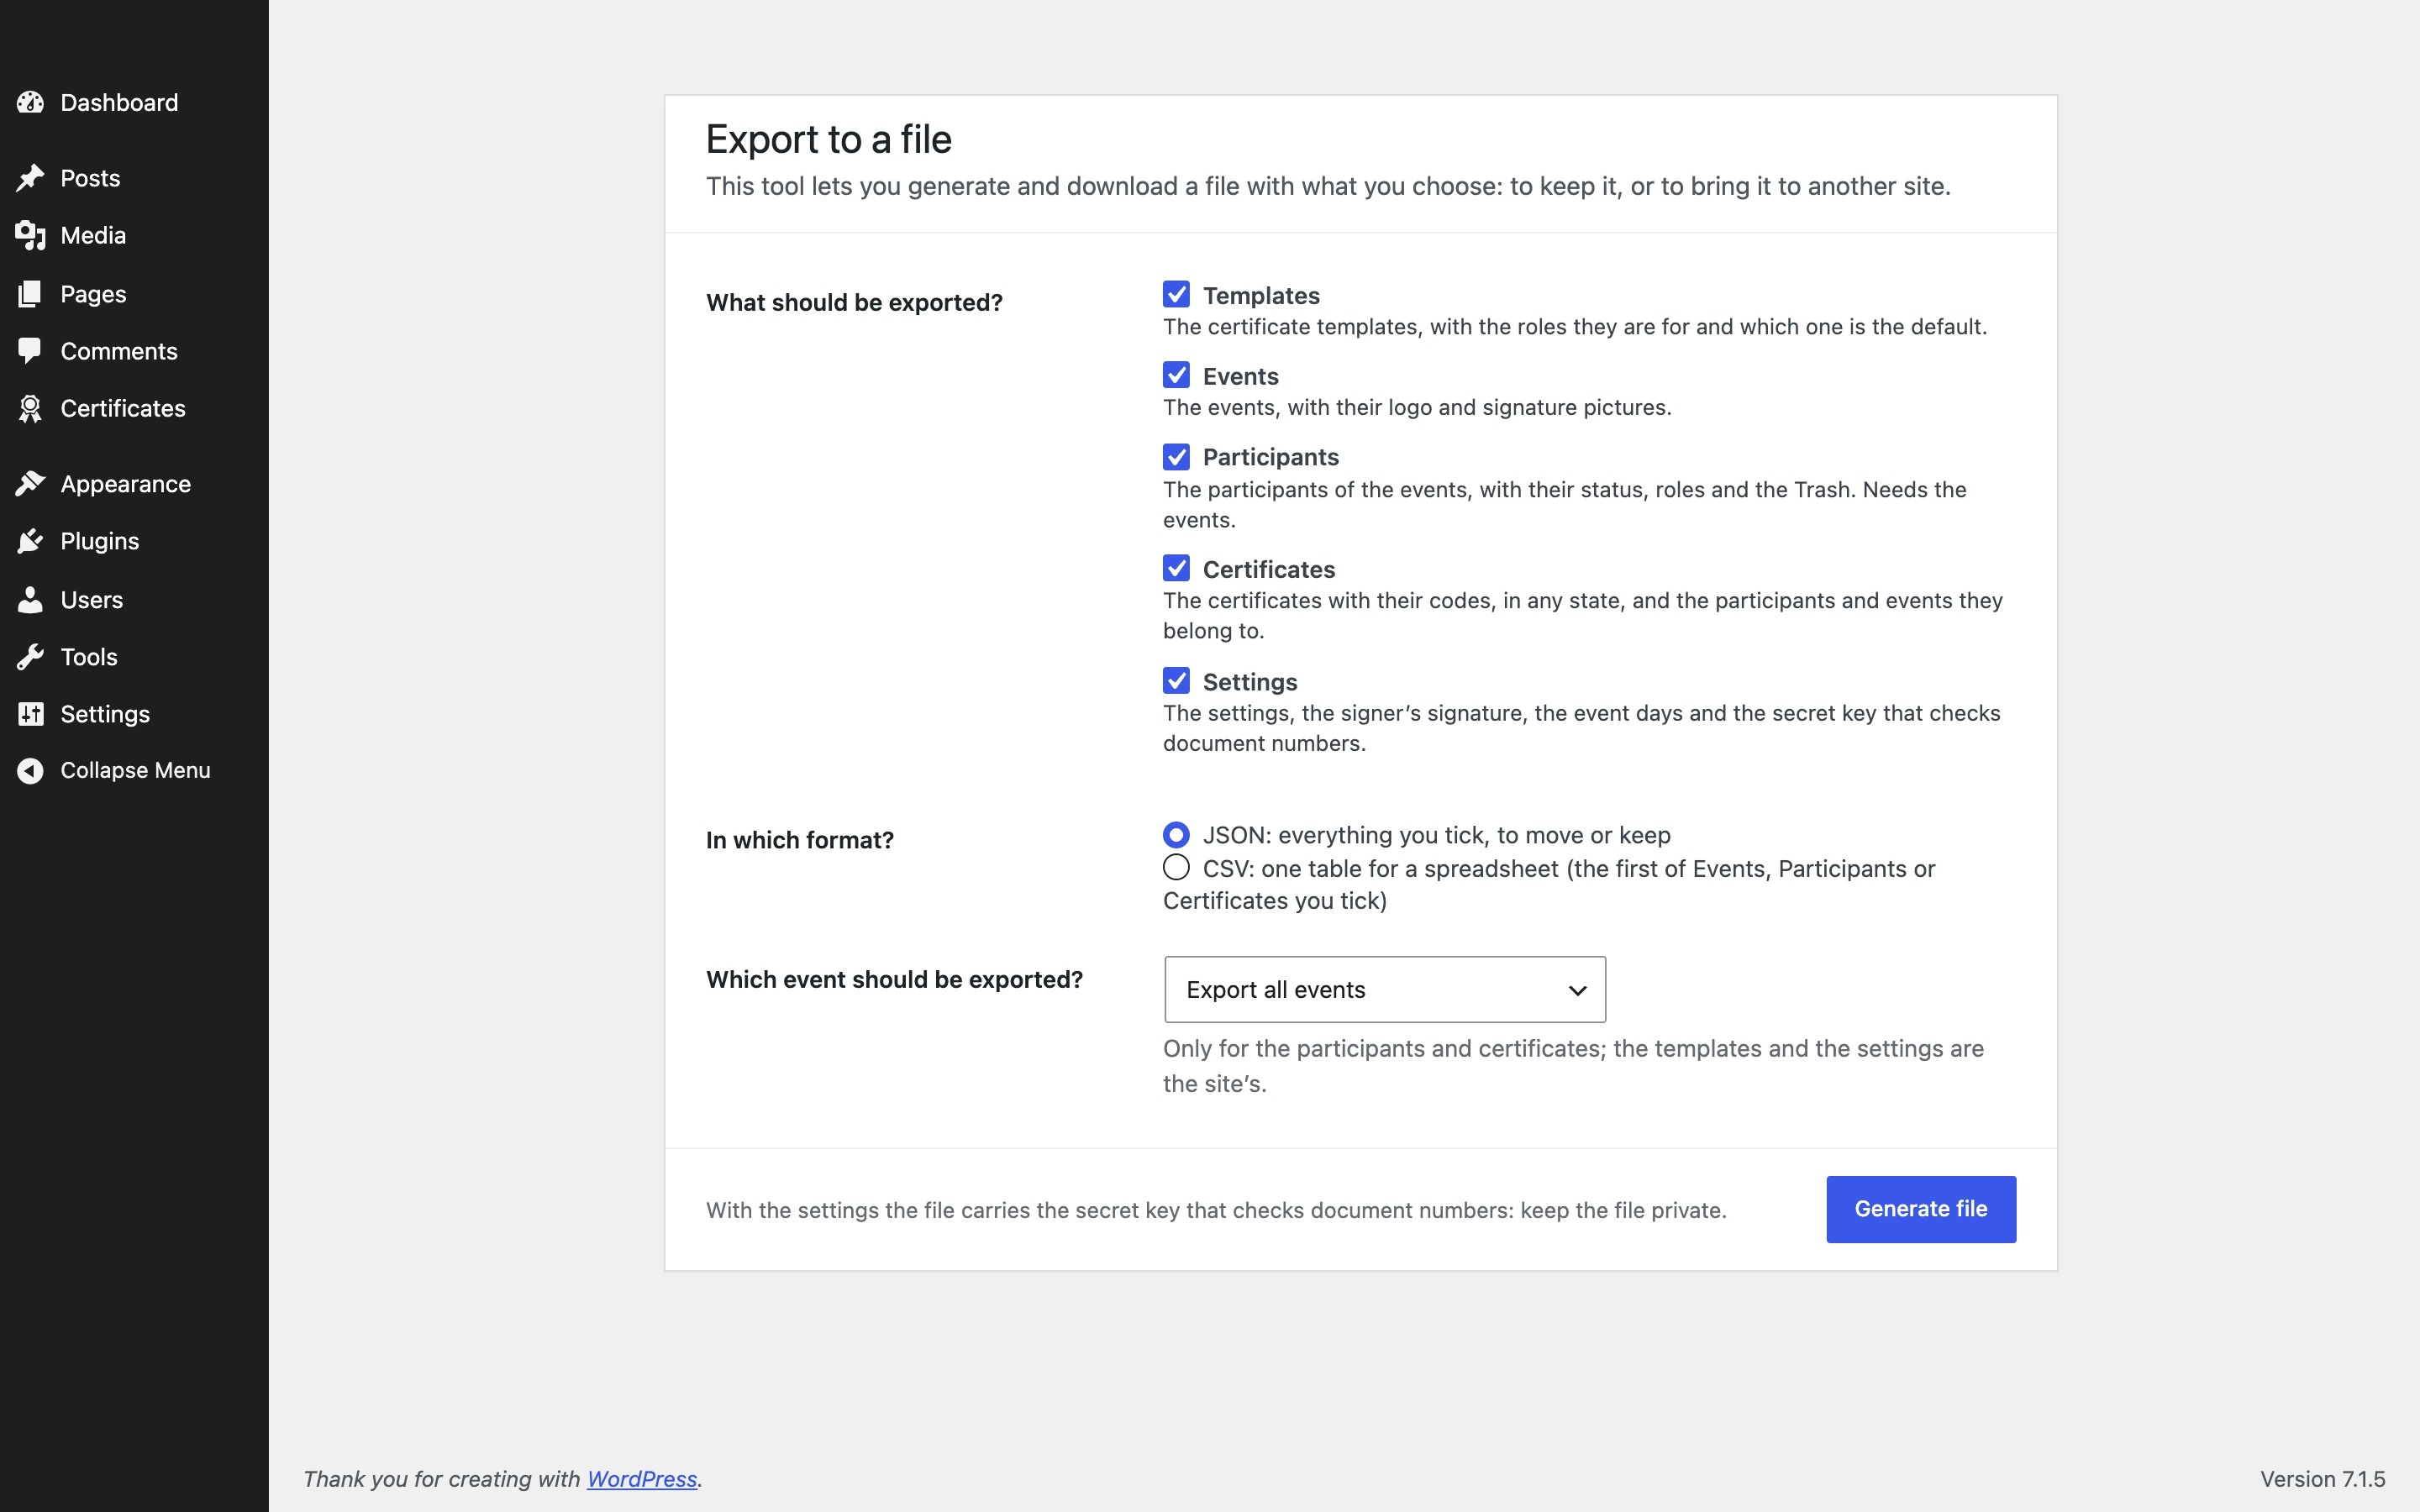 Dashboard
Posts
Media
Pages
Comments
Certificates
Appearance
Plugins
Users
Tools
Settings
Collapse Menu
Export to a file
This tool lets you generate and download a file with what you choose: to keep it, or to bring it to another site.
What should be exported?
Templates
The certificate templates, with the roles they are for and which one is the default.
Events
The events, with their logo and signature pictures.
Participants
The participants of the events, with their status, roles and the Trash. Needs the
events.
Certificates
The certificates with their codes, in any state, and the participants and events they
belong to.
Settings
The settings, the signer’s signature, the event days and the secret key that checks
document numbers.
In which format?
JSON: everything you tick, to move or keep
CSV: one table for a spreadsheet (the first of Events, Participants or
Certificates you tick)
Which event should be exported?
Export all events
Only for the participants and certificates; the templates and the settings are
the site’s.
With the settings the file carries the secret key that checks document numbers: keep the file private.
Generate file
Thank you for creating with WordPress.
Version 7.1.5